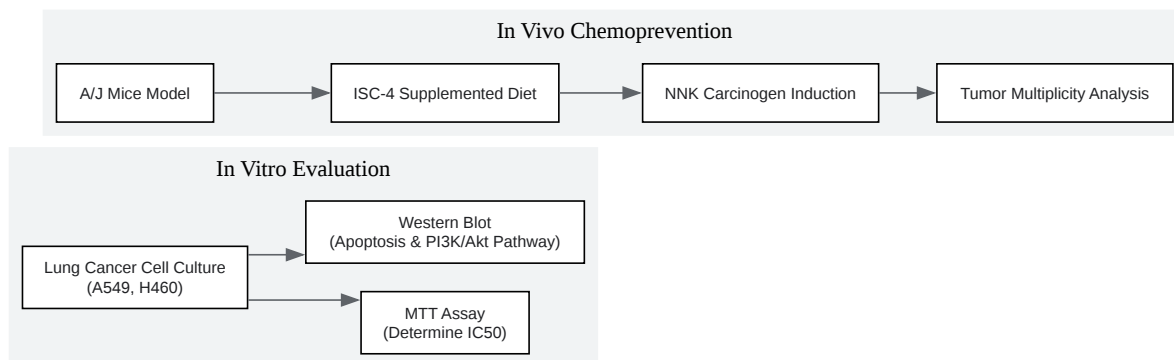 In Vivo Chemoprevention
A/J Mice Model
ISC-4 Supplemented Diet
NNK Carcinogen Induction
Tumor Multiplicity Analysis
In Vitro Evaluation
Western Blot
(Apoptosis & PI3K/Akt Pathway)
Lung Cancer Cell Culture
(A549, H460)
MTT Assay
(Determine IC50)